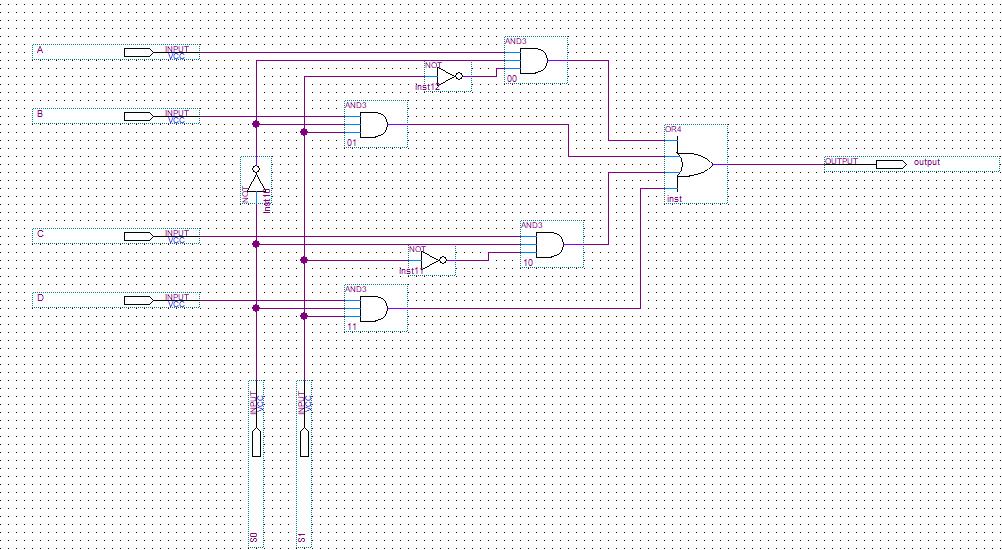 AND3
A
INPUT
VCC
NOT
inst12
00
AND3
B
INPUT
VCC
01
OR4
NOT
inst10
inst
OUTPUT
output
AND3
C
INPUT
VCC
NOT
inst11
10
AND3
D
INPUT
VCC
11
INPUT
VCC
S0
INPUT
VCC
S1